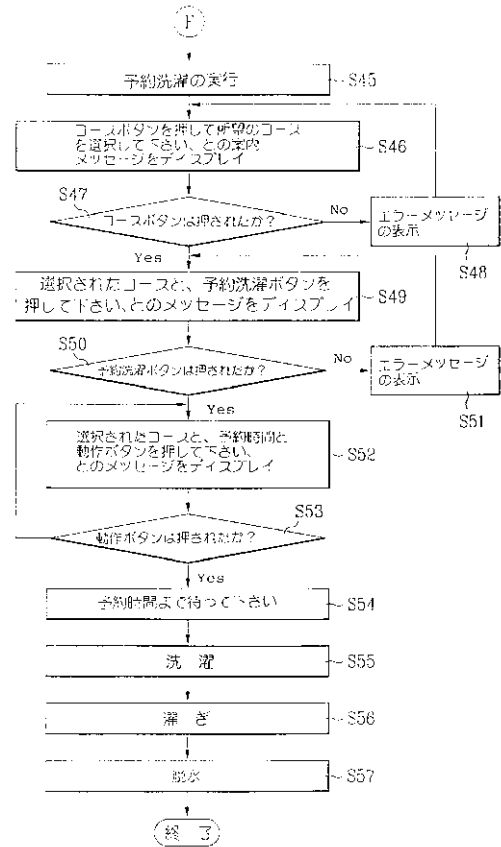 F
予約洗濯の実行
S45
コースボタンを押して所望のコース
を選択して下さい、との案内
メッセージをディスプレイ
S46
S47
コースボタンは押されたか?
No
エラーメッセージ
の表示
S48
Yes
選択されたコースと、予約洗濯ボタンを
押して下さい、とのメッセージをディスプレイ
S49
S50
予約洗濯ボタンは押されたか?
No
エラーメッセージ
の表示
S51
Yes
選択されたコースと、予約時間と
動作ボタンを押して下さい、
とのメッセージをディスプレイ
S52
S53
動作ボタンは押されたか?
Yes
予約時間まで待って下さい
S54
洗 濯
S55
濯 ぎ
S56
脱水
S57
終 了